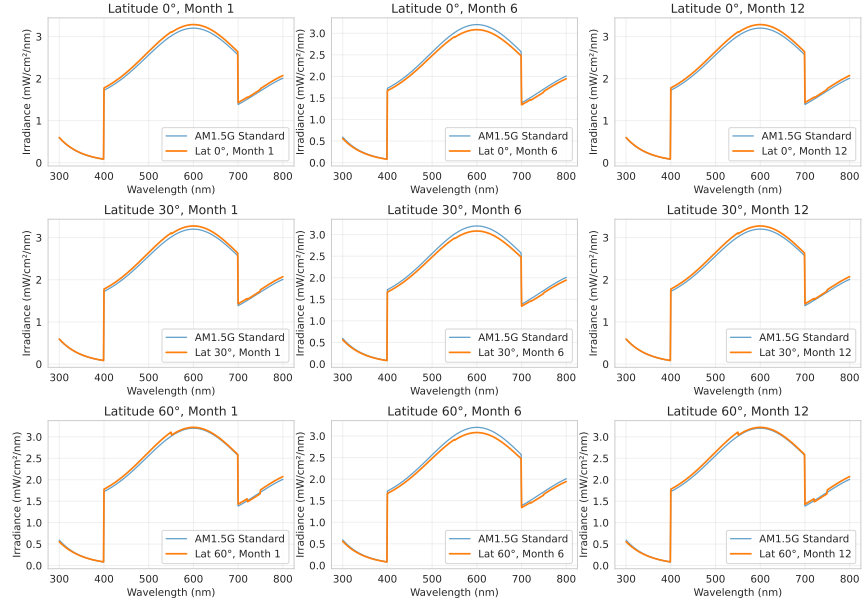 Latitude 0°, Month 1
Irradiance (mW/cm²/nm)
3
2
1
0
AM1.5G Standard
Lat 0°, Month 1
300 400 500 600 700 800
Wavelength (nm)
Latitude 0°, Month 6
Irradiance (mW/cm²/nm)
3.0
2.5
2.0
1.5
1.0
0.5
0.0
AM1.5G Standard
Lat 0°, Month 6
300 400 500 600 700 800
Wavelength (nm)
Latitude 0°, Month 12
Irradiance (mW/cm²/nm)
3
2
1
0
AM1.5G Standard
Lat 0°, Month 12
300 400 500 600 700 800
Wavelength (nm)
Latitude 30°, Month 1
Irradiance (mW/cm²/nm)
3
2
1
0
AM1.5G Standard
Lat 30°, Month 1
300 400 500 600 700 800
Wavelength (nm)
Latitude 30°, Month 6
Irradiance (mW/cm²/nm)
3.0
2.5
2.0
1.5
1.0
0.5
0.0
AM1.5G Standard
Lat 30°, Month 6
300 400 500 600 700 800
Wavelength (nm)
Latitude 30°, Month 12
Irradiance (mW/cm²/nm)
3
2
1
0
AM1.5G Standard
Lat 30°, Month 12
300 400 500 600 700 800
Wavelength (nm)
Latitude 60°, Month 1
Irradiance (mW/cm²/nm)
3.0
2.5
2.0
1.5
1.0
0.5
0.0
AM1.5G Standard
Lat 60°, Month 1
300 400 500 600 700 800
Wavelength (nm)
Latitude 60°, Month 6
Irradiance (mW/cm²/nm)
3.0
2.5
2.0
1.5
1.0
0.5
0.0
AM1.5G Standard
Lat 60°, Month 6
300 400 500 600 700 800
Wavelength (nm)
Latitude 60°, Month 12
Irradiance (mW/cm²/nm)
3.0
2.5
2.0
1.5
1.0
0.5
0.0
AM1.5G Standard
Lat 60°, Month 12
300 400 500 600 700 800
Wavelength (nm)